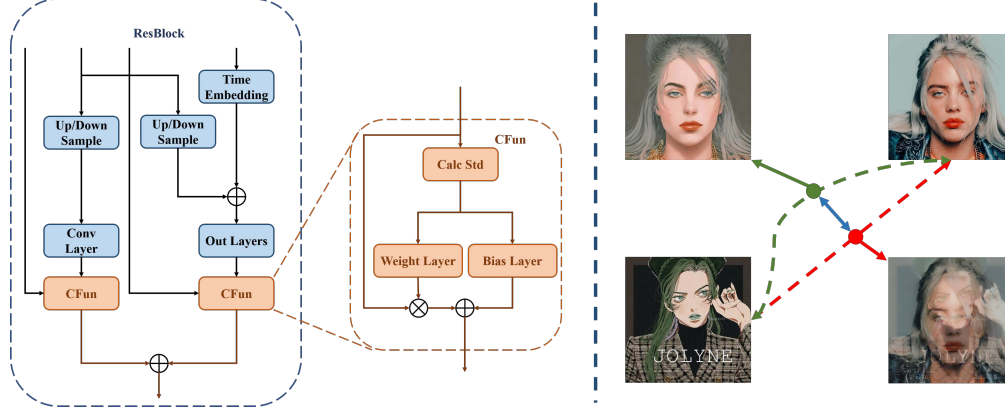 ResBlock
Time
Embedding
Up/Down
Sample
Up/Down
Sample
Conv
Layer
Out Layers
CFun
CFun
CFun
Calc Std
Weight Layer
Bias Layer
JOLYNE
JOLYNE